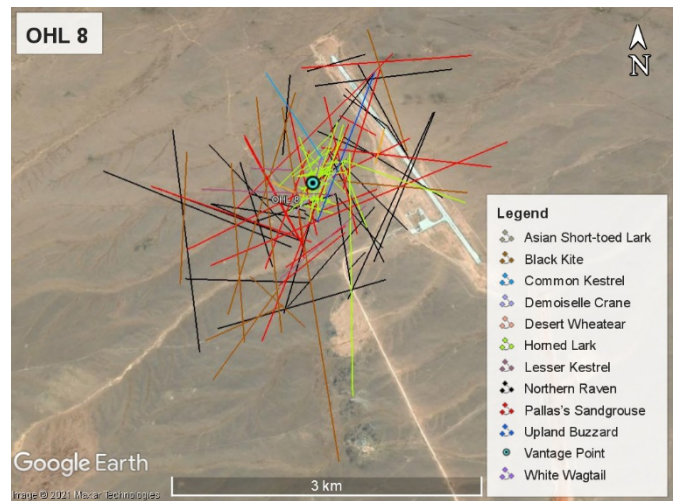 OHL 8
N
OHL 8
Legend
Asian Short-toed Lark
Black Kite
Common Kestrel
Demoiselle Crane
Desert Wheatear
Horned Lark
Lesser Kestrel
Northern Raven
Pallas's Sandgrouse
Upland Buzzard
Vantage Point
White Wagtail
Google Earth
Image © 2021 Maxar Technologies
3 km